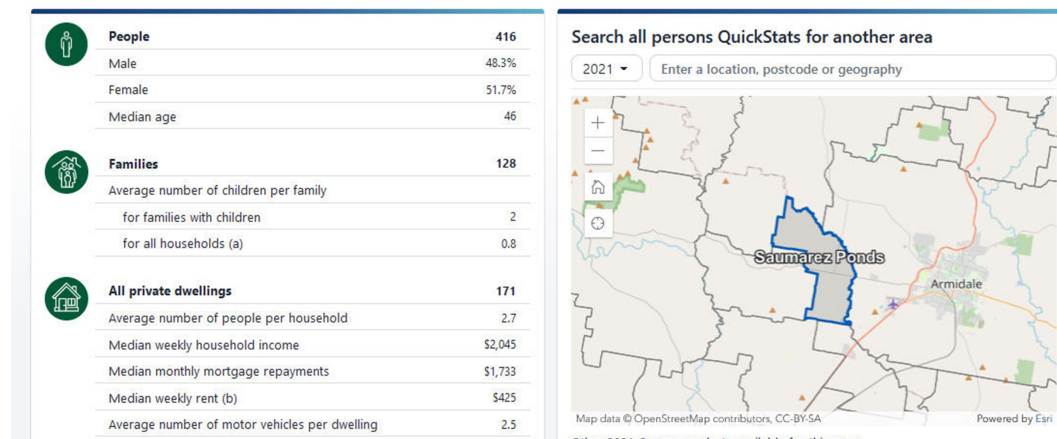 People 416
Male 48.3%
Female 51.7%
Median age 46
Families 128
Average number of children per family
for families with children 2
for all households (a) 0.8
All private dwellings 171
Average number of people per household 2.7
Median weekly household income $2,045
Median monthly mortgage repayments $1,733
Median weekly rent (b) $425
Average number of motor vehicles per dwelling 2.5
Search all persons QuickStats for another area
2021 Enter a location, postcode or geography
Saumarez Ponds
Armidale
Map data © OpenStreetMap contributors, CC-BY-SA Powered by Esri